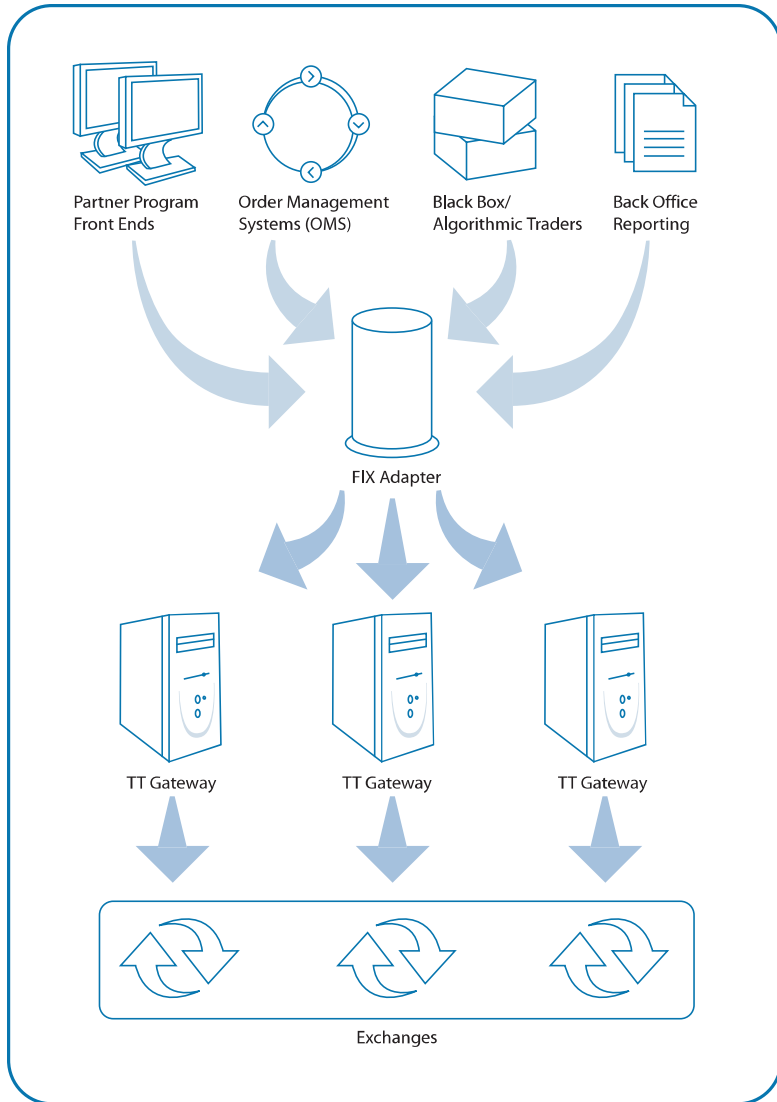 Partner Program
Front Ends
Order Management
Systems (OMS)
Black Box/
Algorithmic Traders
Back Office
Reporting
FIX Adapter
TT Gateway
TT Gateway
TT Gateway
Exchanges